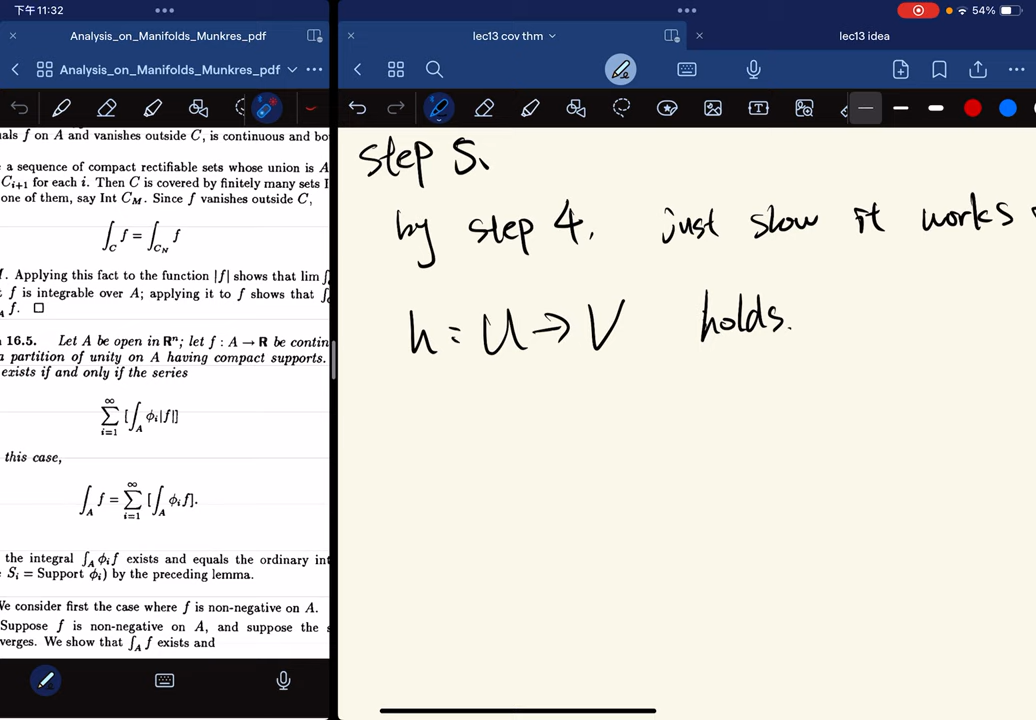 下午11:32
Analysis_on_Manifolds_Munkres_pdf
Analysis_on_Manifolds_Munkres_pdf
als f on A and vanishes outside C, is continuous and bo
a sequence of compact rectifiable sets whose union is A
C_{i+1} for each i. Then C is covered by finitely many sets I
one of them, say Int C_M. Since f vanishes outside C,
∫_C f = ∫_{C_N} f
. Applying this fact to the function |f| shows that lim ∫
f is integrable over A; applying it to f shows that ∫
f. □
16.5. Let A be open in R^n; let f : A → R be contin
a partition of unity on A having compact supports.
exists if and only if the series
∑_{i=1}^∞ [∫_A ϕ_i|f|]
this case,
∫_A f = ∑_{i=1}^∞ [∫_A ϕ_i f].
the integral ∫_A ϕ_i f exists and equals the ordinary int
S_i = Support ϕ_i) by the preceding lemma.
We consider first the case where f is non-negative on A.
Suppose f is non-negative on A, and suppose the s
verges. We show that ∫_A f exists and
54%
lec13 cov thm
lec13 idea
step 5.
by step 4, just slow it works
h : U → V holds.